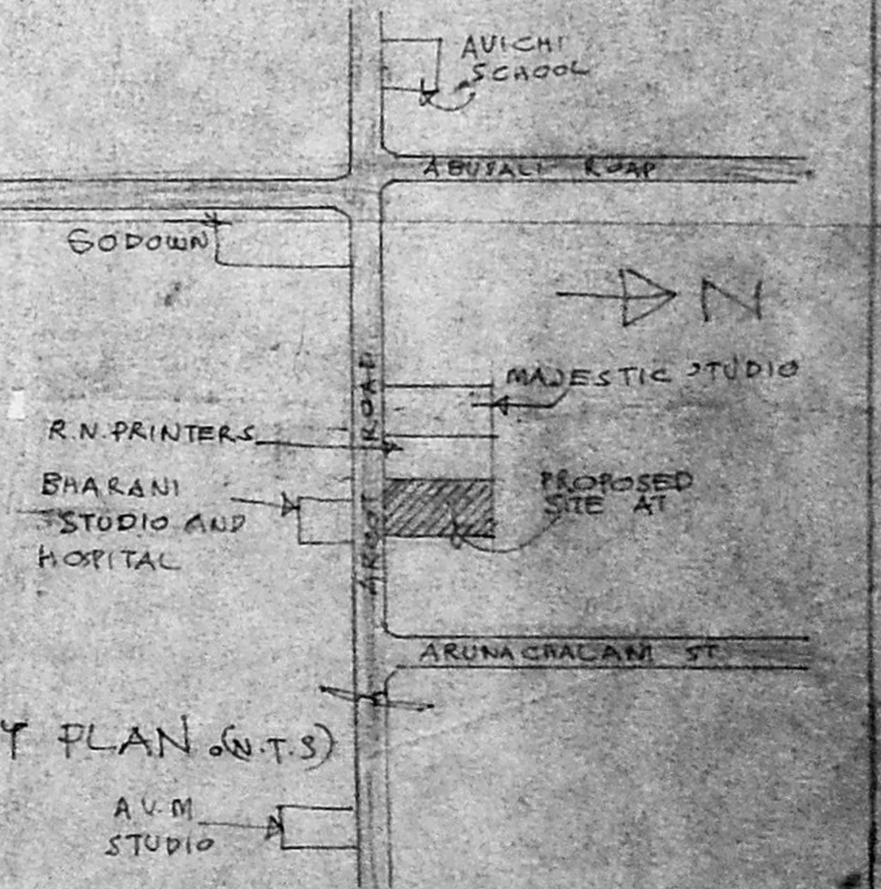 AVICHI
SCHOOL
ABUSALI ROAD
GODOWN
N
MAJESTIC STUDIO
R.N. PRINTERS
BHARANI
STUDIO AND
HOSPITAL
PROPOSED
SITE AT
ARCOT ROAD
ARUNACHALAM ST
PLAN.(N.T.S)
A.V.M
STUDIO